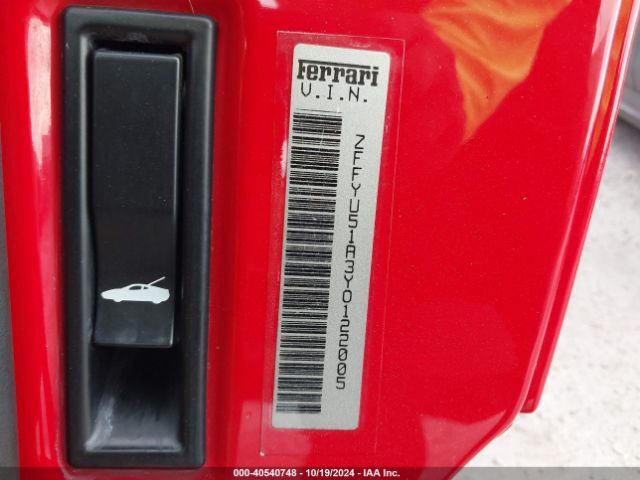 Ferrari
V.I.N.
ZFFYU51A3Y0122005
000-40540748 - 10/19/2024 - IAA Inc.